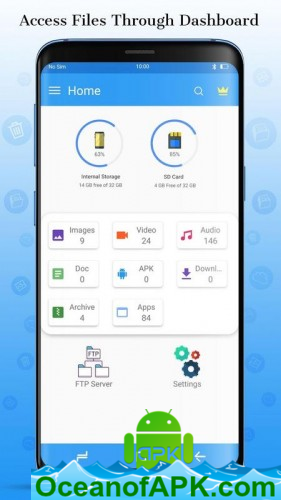 Access Files Through Dashboard
No Sim
10:00
Home
63%
85%
Internal Storage
SD Card
14 GB free of 32 GB
4 GB Free of 32 GB
Images
9
Video
24
Audio
146
Doc
0
APK
0
Downl...
0
Archive
4
Apps
84
FTP
FTP Server
Settings
APK
OceanofAPK.com